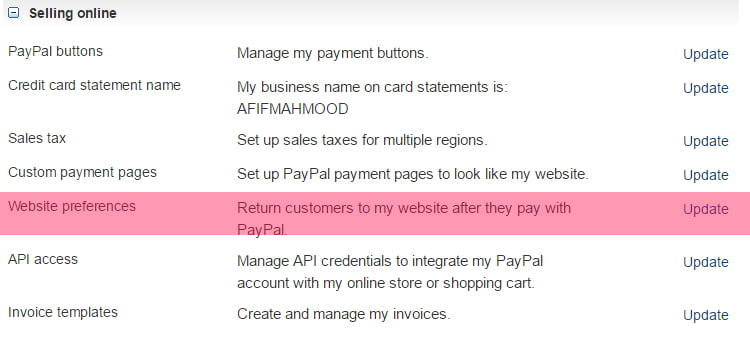 Selling online
PayPal buttons Manage my payment buttons. Update
Credit card statement name My business name on card statements is: Update
AFIFMAHMOOD
Sales tax Set up sales taxes for multiple regions. Update
Custom payment pages Set up PayPal payment pages to look like my website. Update
Website preferences Return customers to my website after they pay with Update
PayPal.
API access Manage API credentials to integrate my PayPal Update
account with my online store or shopping cart.
Invoice templates Create and manage my invoices. Update